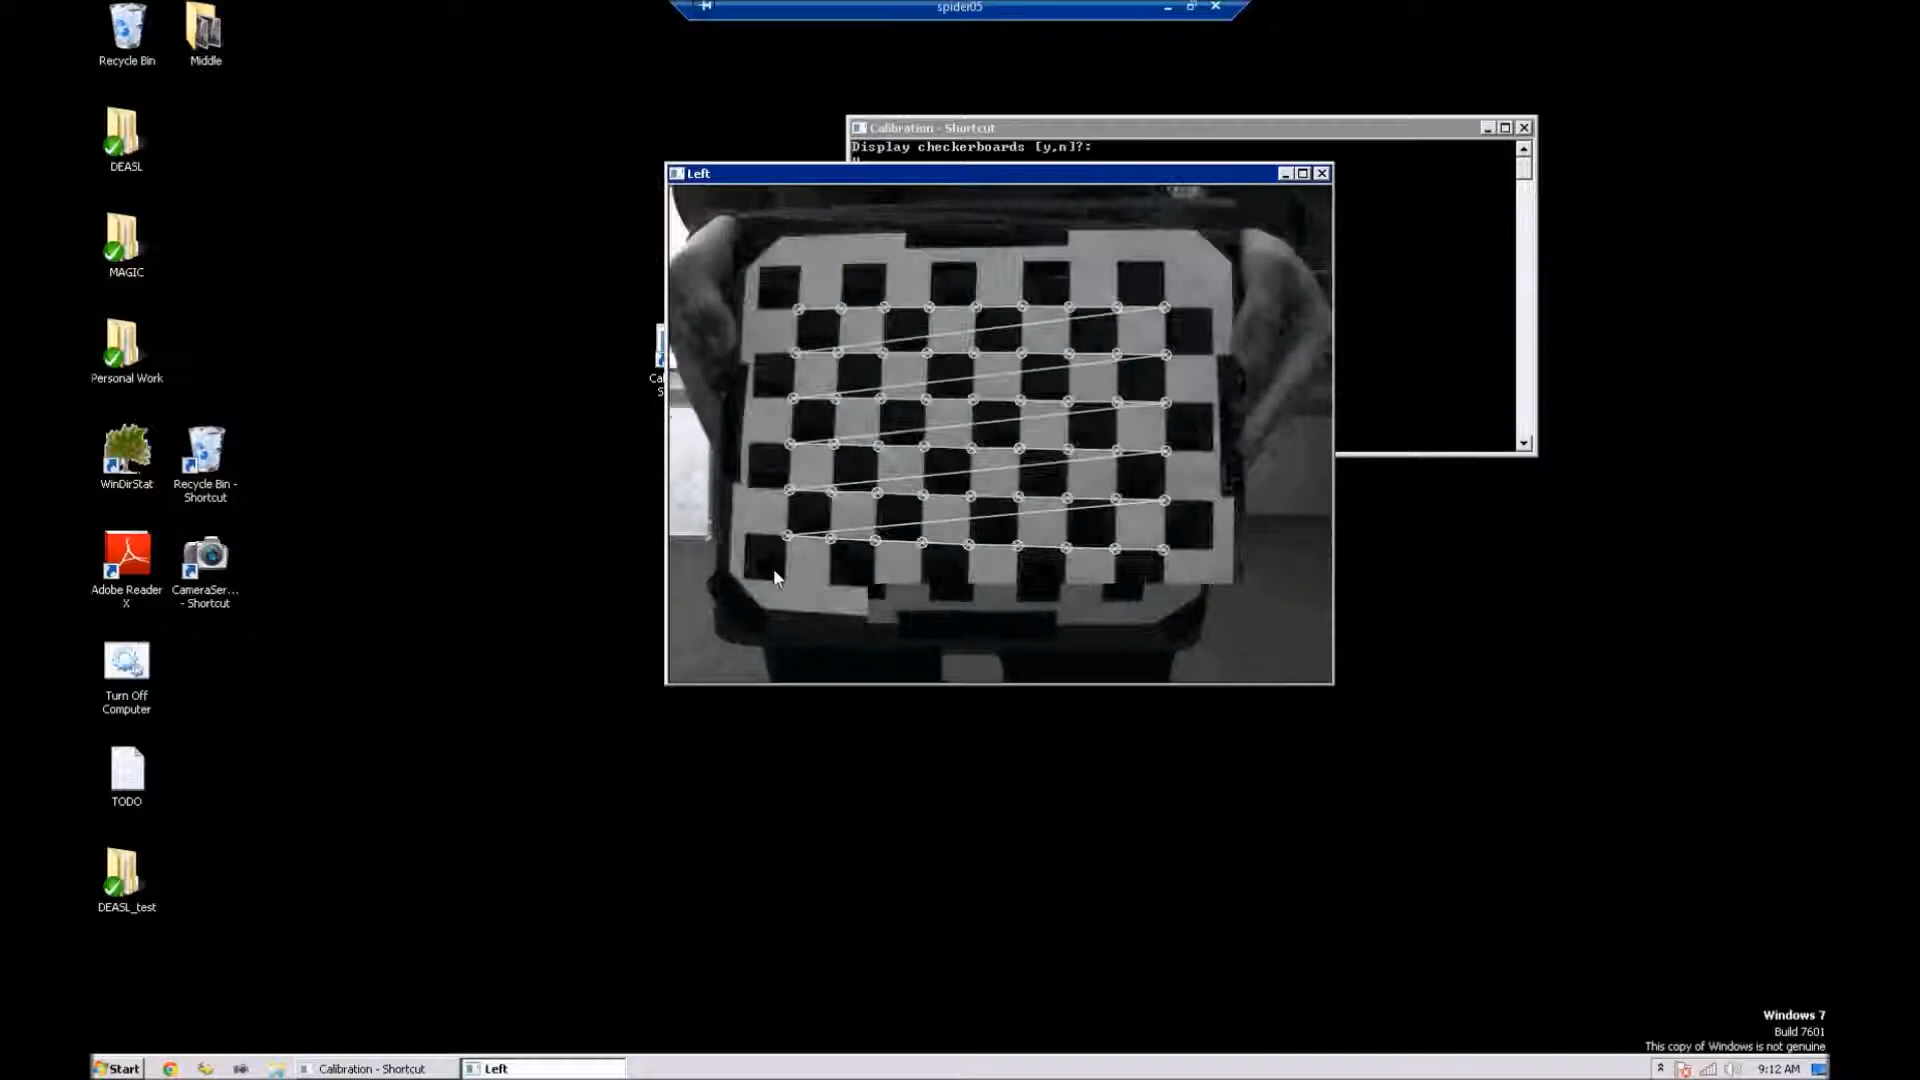 spider05
Recycle Bin
Middle
DEASL
MAGIC
Personal Work
WinDirStat
Recycle Bin - Shortcut
Adobe Reader X
CameraSer... - Shortcut
Turn Off Computer
TODO
DEASL_test
Calibration - Shortcut
Display checkerboards [y,n]?:
Left
Windows 7
Build 7601
This copy of Windows is not genuine
Start
Calibration - Shortcut
Left
9:12 AM